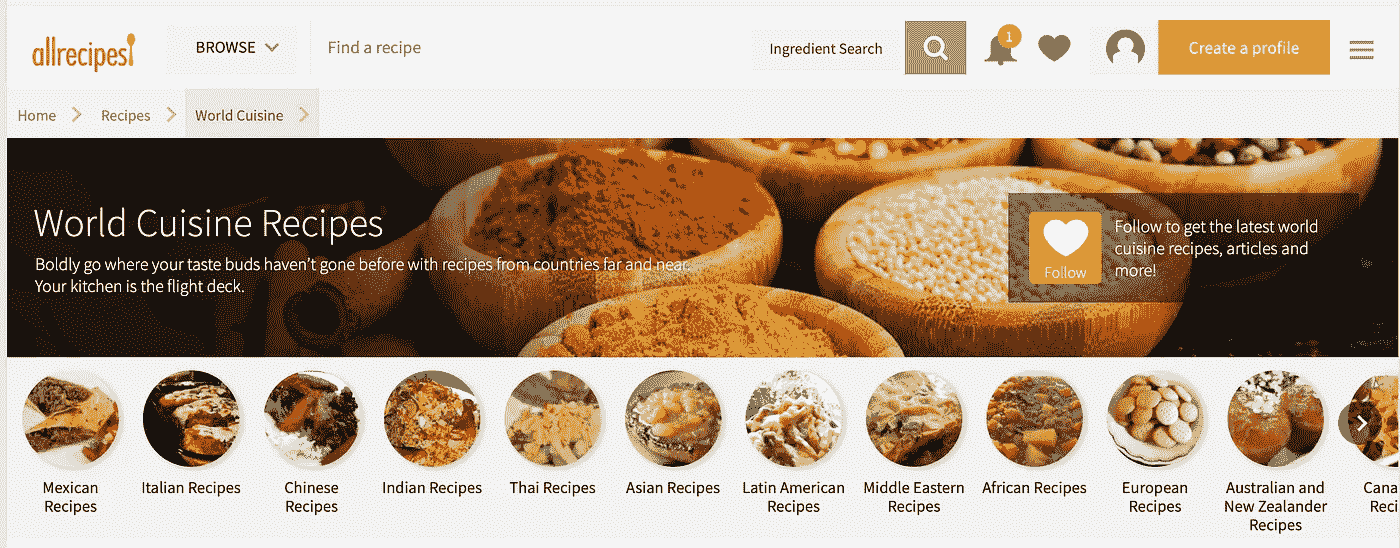 allrecipes
BROWSE
Find a recipe
Ingredient Search
1
Create a profile
Home
Recipes
World Cuisine
World Cuisine Recipes
Boldly go where your taste buds haven't gone before with recipes from countries far and near.
Your kitchen is the flight deck.
Follow
Follow to get the latest world
cuisine recipes, articles and
more!
Mexican
Recipes
Italian Recipes
Chinese
Recipes
Indian Recipes
Thai Recipes
Asian Recipes
Latin American
Recipes
Middle Eastern
Recipes
African Recipes
European
Recipes
Australian and
New Zealander
Recipes
Cana
Reci